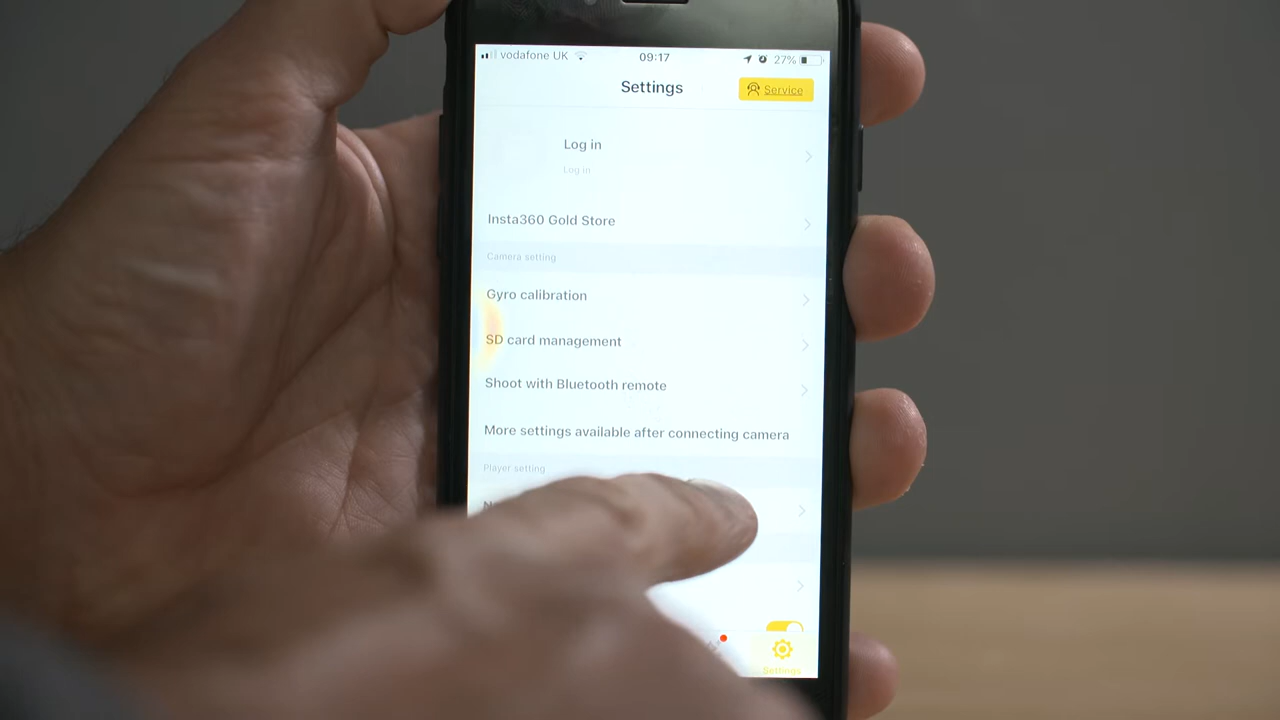 vodafone UK 09:17 27%
Settings
Service
Log in
Log in
Insta360 Gold Store
Camera setting
Gyro calibration
SD card management
Shoot with Bluetooth remote
More settings available after connecting camera
Player setting
Settings